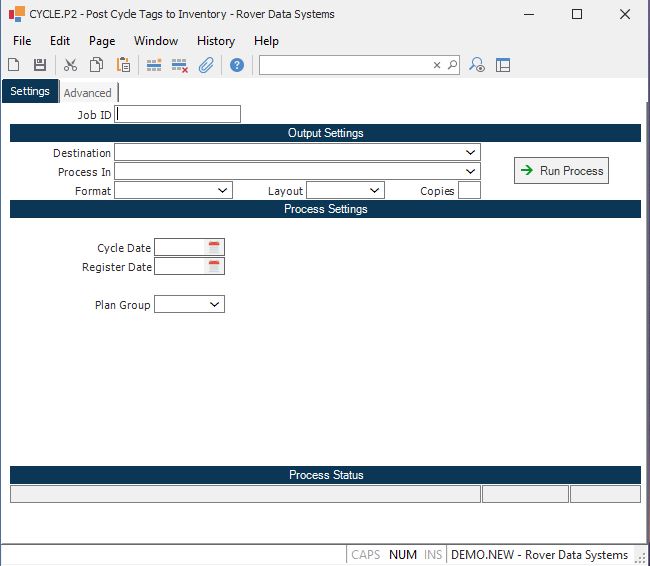 CYCLE.P2 - Post Cycle Tags to Inventory - Rover Data Systems
File Edit Page Window History Help
Settings Advanced
Job ID
Output Settings
Destination
Process In
Run Process
Format Layout Copies
Process Settings
Cycle Date
Register Date
Plan Group
Process Status
CAPS NUM INS DEMO.NEW - Rover Data Systems